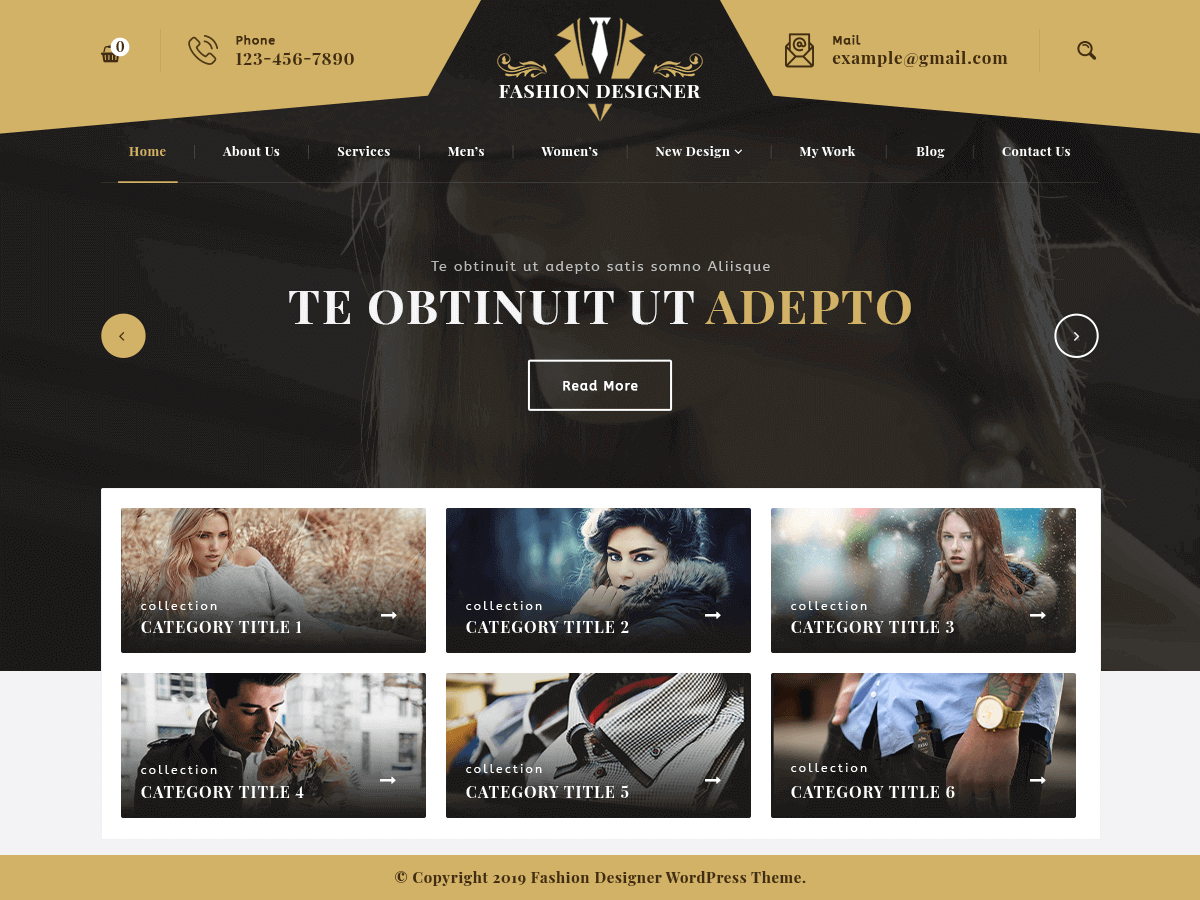 0
Phone
123-456-7890
FASHION DESIGNER
Mail
example@gmail.com
Home
About Us
Services
Men's
Women's
New Design
My Work
Blog
Contact Us
Te obtinuit ut adepto satis somno Aliisque
TE OBTINUIT UT ADEPTO
Read More
collection
CATEGORY TITLE 1
collection
CATEGORY TITLE 2
collection
CATEGORY TITLE 3
collection
CATEGORY TITLE 4
collection
CATEGORY TITLE 5
collection
CATEGORY TITLE 6
© Copyright 2019 Fashion Designer WordPress Theme.